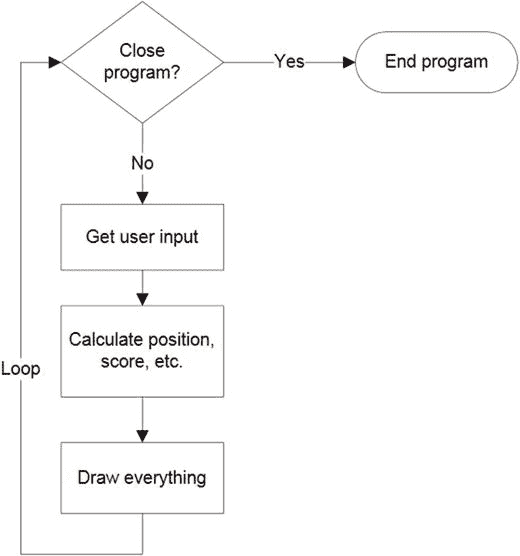 Close
program?
Yes
End program
No
Get user input
Calculate position,
score, etc.
Loop
Draw everything